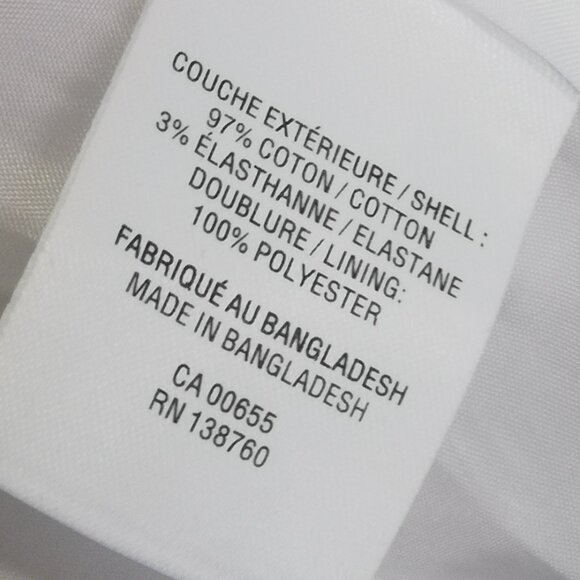 COUCHE EXTÉRIEURE / SHELL :
97% COTON / COTTON
3% ÉLASTHANNE / ELASTANE
DOUBLURE / LINING:
100% POLYESTER
FABRIQUÉ AU BANGLADESH
MADE IN BANGLADESH
CA 00655
RN 138760